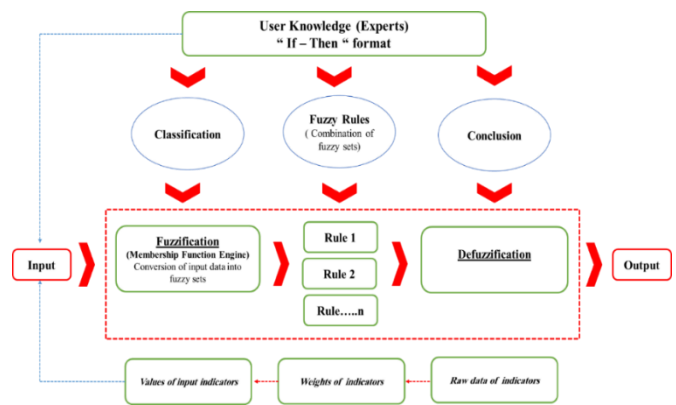 User Knowledge (Experts)
“ If – Then “ format
Classification
Fuzzy Rules
( Combination of
fuzzy sets)
Conclusion
Input
Fuzzification
(Membership Function Engine)
Conversion of input data into
fuzzy sets
Rule 1
Rule 2
Rule…..n
Defuzzification
Output
Values of input indicators
Weights of indicators
Raw data of indicators